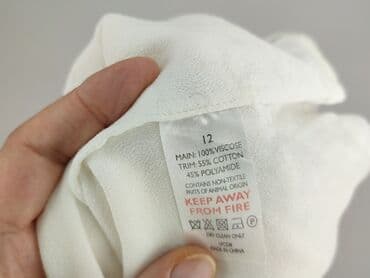 12
MAIN: 100%VISCOSE
TRIM: 55% COTTON
45% POLYAMIDE
CONTAINS NON-TEXTILE
PARTS OF ANIMAL ORIGIN
KEEP AWAY
FROM FIRE
DRY CLEAN ONLY
MADE IN CHINA